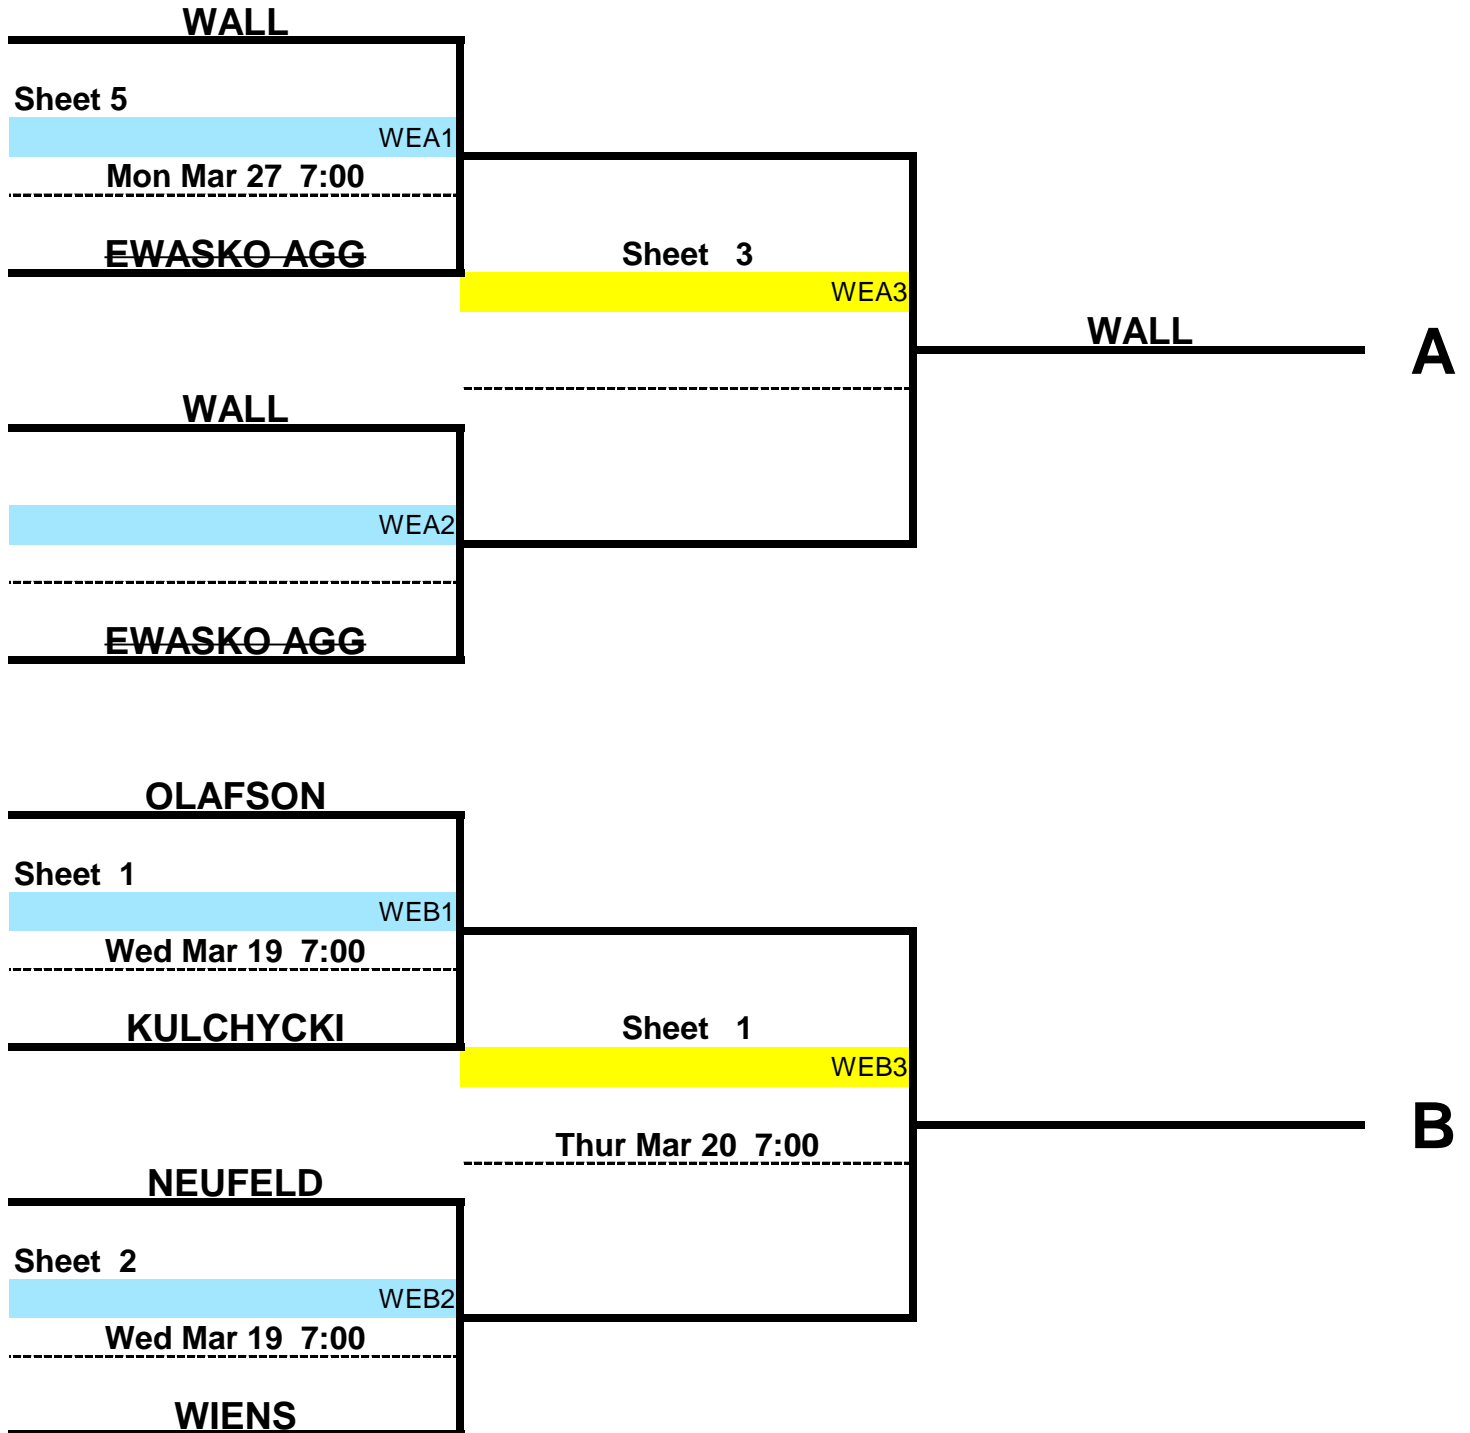 WALL
Sheet 5
WEA1
Mon Mar 27  7:00
EWASKO AGG
Sheet   3
WEA3
WALL
A
WALL
WEA2
EWASKO AGG
OLAFSON
Sheet  1
WEB1
Wed Mar 19  7:00
KULCHYCKI
Sheet   1
WEB3
B
Thur Mar 20  7:00
NEUFELD
Sheet  2
WEB2
Wed Mar 19  7:00
WIENS